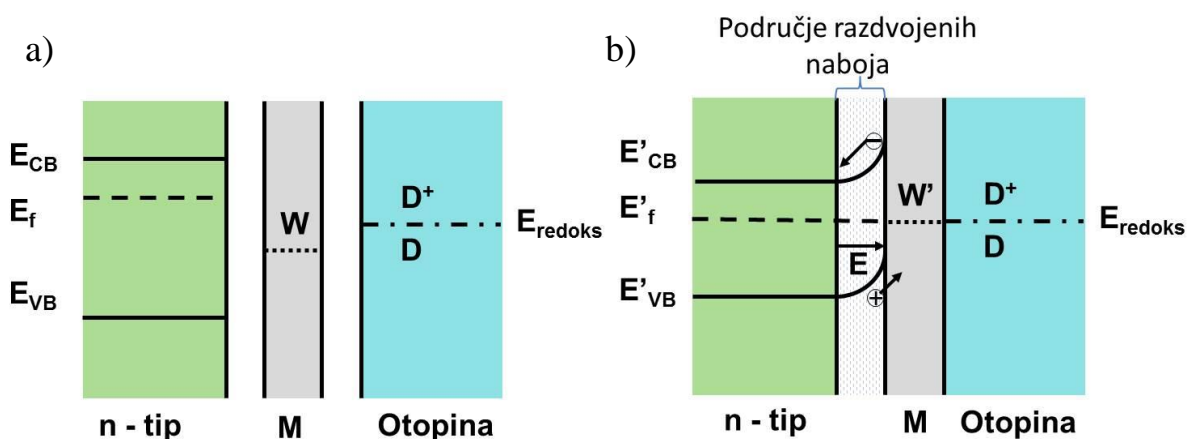 a)
E_CB
E_f
E_VB
W
D⁺
D
E_redoks
n - tip
M
Otopina
b)
Područje razdvojenih
naboja
E'_CB
E'_f
E'_VB
−
E
+
W'
D⁺
D
E_redoks
n - tip
M
Otopina